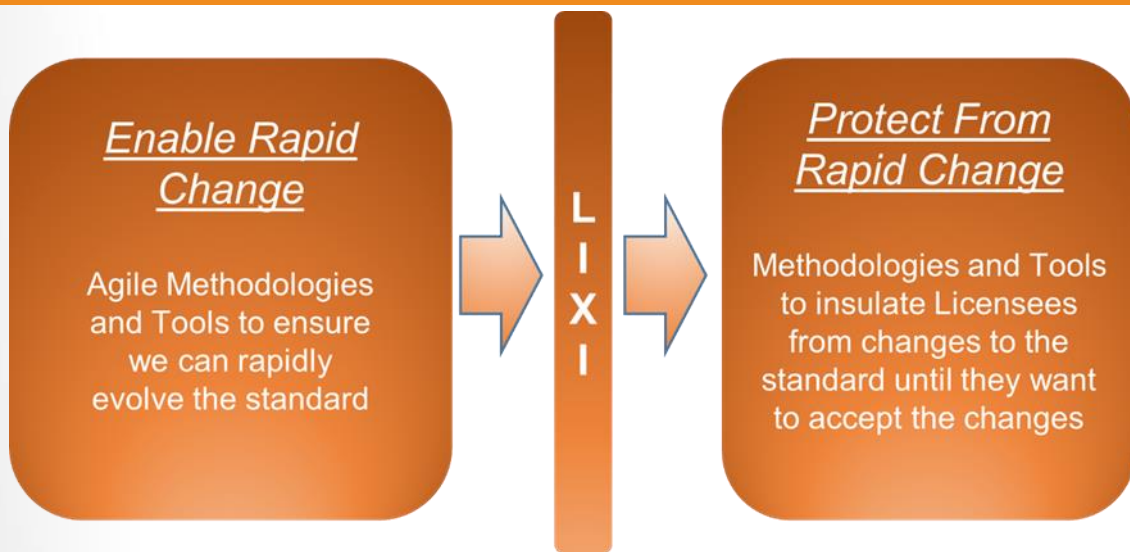 Enable Rapid
Change
Agile Methodologies
and Tools to ensure
we can rapidly
evolve the standard
L
I
X
I
Protect From
Rapid Change
Methodologies and Tools
to insulate Licensees
from changes to the
standard until they want
to accept the changes